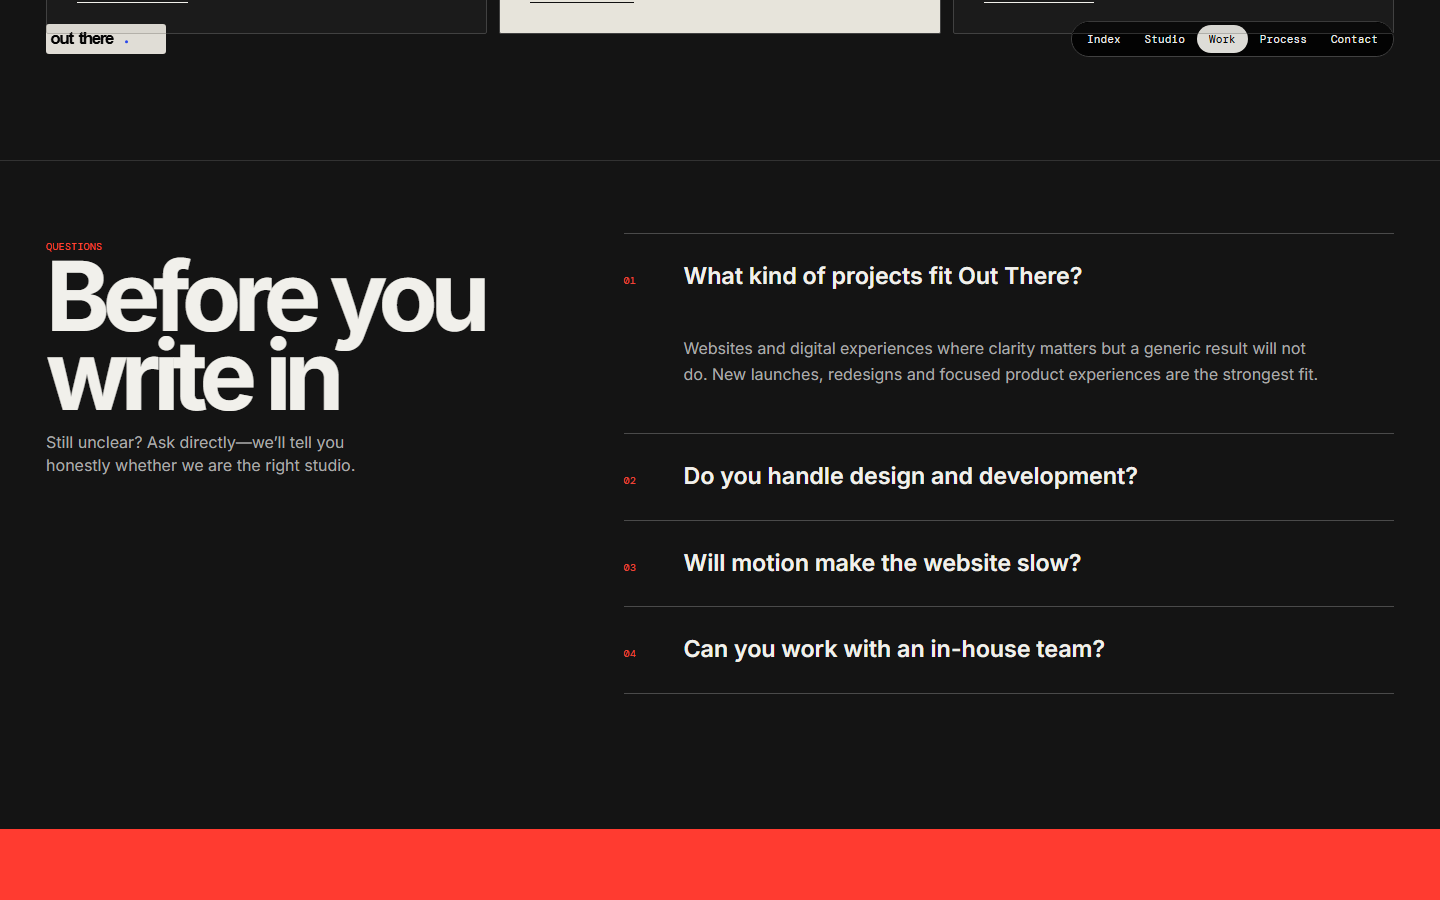 out there .
Index Studio Work Process Contact
QUESTIONS
Before you
write in
Still unclear? Ask directly—we’ll tell you
honestly whether we are the right studio.
01 What kind of projects fit Out There?
Websites and digital experiences where clarity matters but a generic result will not
do. New launches, redesigns and focused product experiences are the strongest fit.
02 Do you handle design and development?
03 Will motion make the website slow?
04 Can you work with an in-house team?